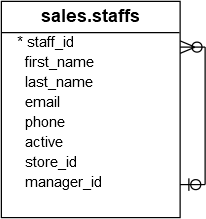 sales.staffs
* staff_id
first_name
last_name
email
phone
active
store_id
manager_id